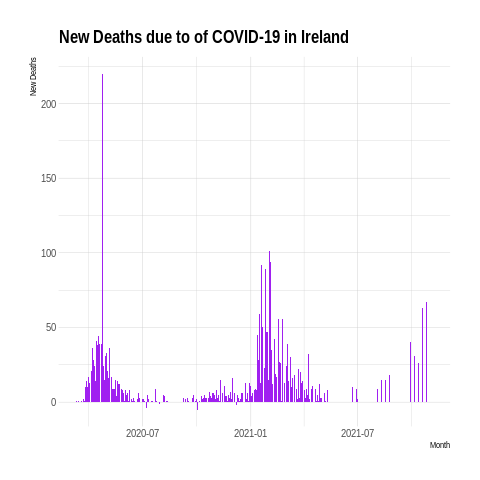 New Deaths due to of COVID-19 in Ireland
New Deaths
200
150
100
50
0
2020-07
2021-01
2021-07
Month